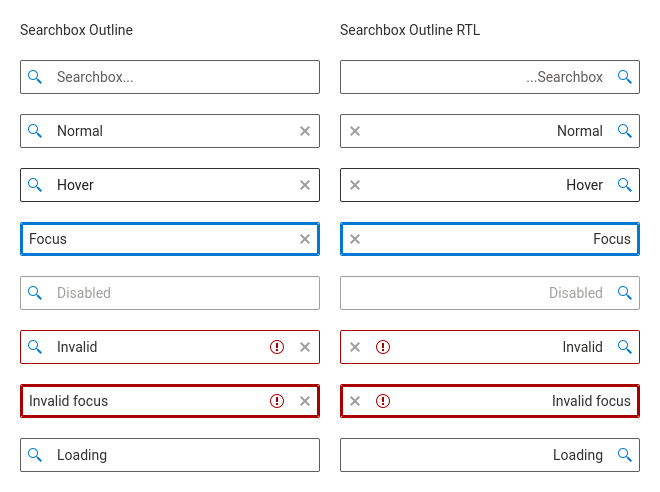 Searchbox Outline
Searchbox Outline RTL
Searchbox...
...Searchbox
Normal
Normal
Hover
Hover
Focus
Focus
Disabled
Disabled
Invalid
Invalid
Invalid focus
Invalid focus
Loading
Loading